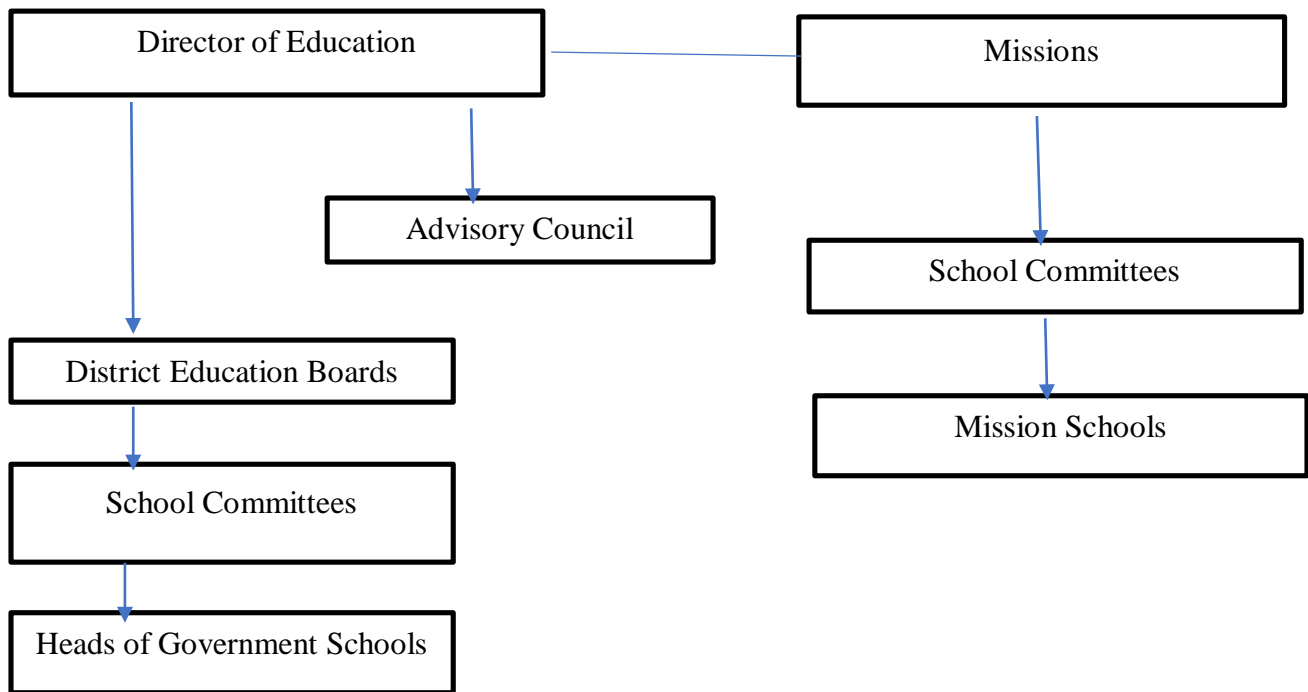 Director of Education
Missions
Advisory Council
School Committees
District Education Boards
Mission Schools
School Committees
Heads of Government Schools